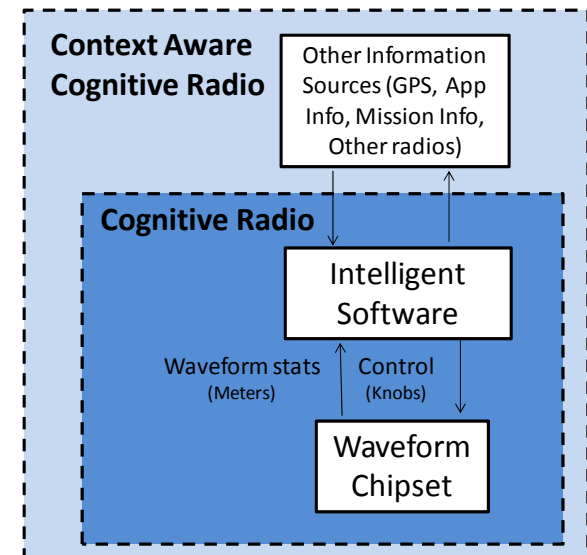 Context Aware
Cognitive Radio
Other Information
Sources (GPS, App
Info, Mission Info,
Other radios)
Cognitive Radio
Intelligent
Software
Waveform stats
(Meters)
Control
(Knobs)
Waveform
Chipset